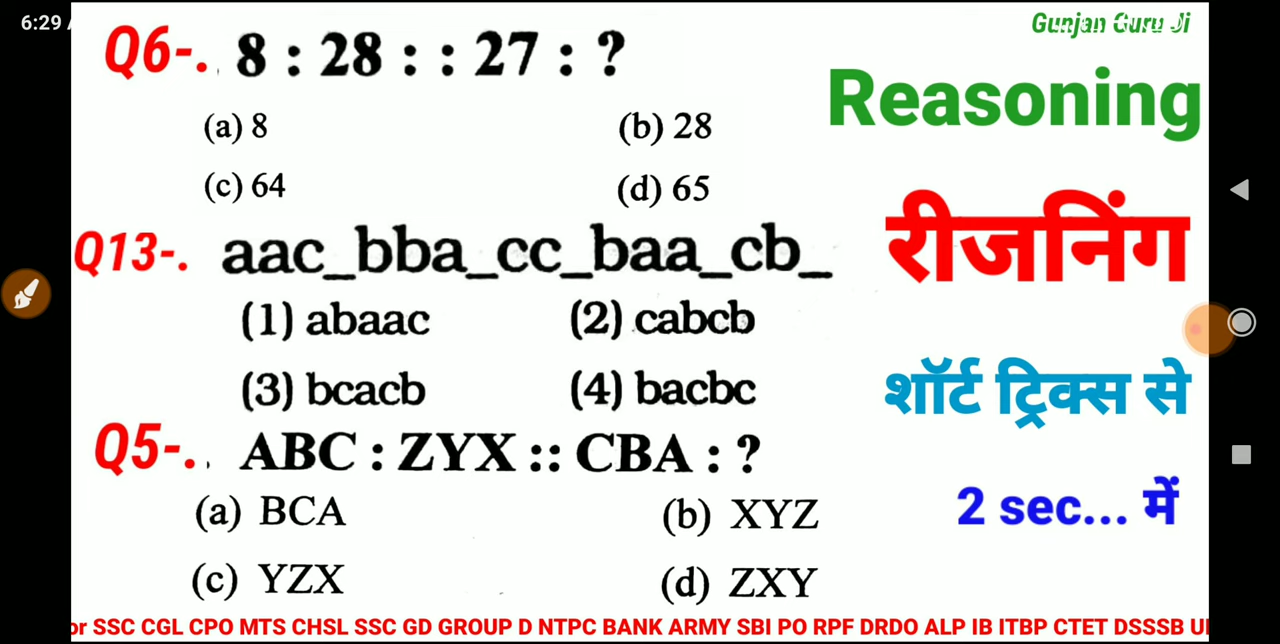 6:29
Gunjan Guru Ji
Q6-. 8 : 28 : : 27 : ?
(a) 8 (b) 28
(c) 64 (d) 65
Reasoning
Q13-. aac_bba_cc_baa_cb_
(1) abaac (2) cabcb
(3) bcacb (4) bacbc
रीजनिंग
शॉर्ट ट्रिक्स से
Q5-. ABC : ZYX :: CBA : ?
(a) BCA (b) XYZ
(c) YZX (d) ZXY
2 sec... में
or SSC CGL CPO MTS CHSL SSC GD GROUP D NTPC BANK ARMY SBI PO RPF DRDO ALP IB ITBP CTET DSSSB